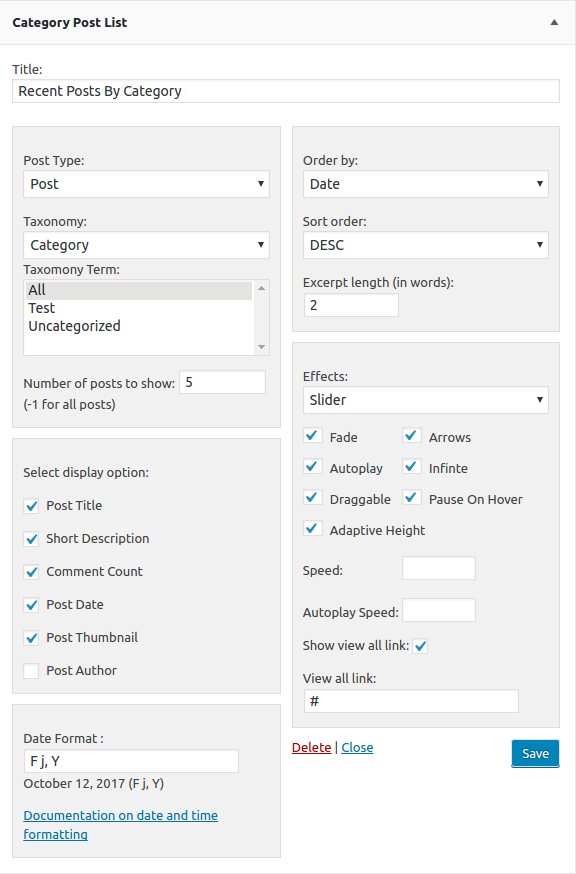 Category Post List
Title:
Recent Posts By Category
Post Type:
Post
Taxonomy:
Category
Taxomony Term:
All
Test
Uncategorized
Number of posts to show: 5
(-1 for all posts)
Select display option:
Post Title
Short Description
Comment Count
Post Date
Post Thumbnail
Post Author
Date Format :
F j, Y
October 12, 2017 (F j, Y)
Documentation on date and time
formatting
Order by:
Date
Sort order:
DESC
Excerpt length (in words):
2
Effects:
Slider
Fade Arrows
Autoplay Infinte
Draggable Pause On Hover
Adaptive Height
Speed:
Autoplay Speed:
Show view all link:
View all link:
#
Delete | Close Save